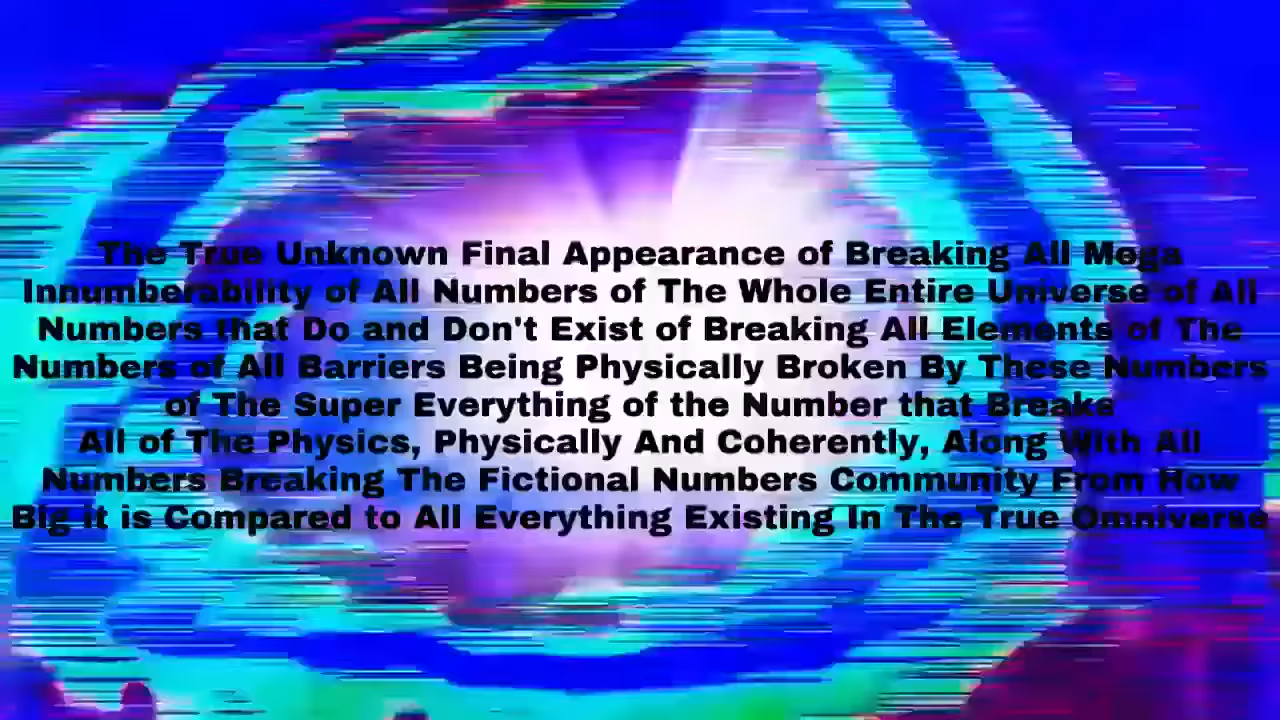 The True Unknown Final Appearance of Breaking All Mega
Innumberability of All Numbers of The Whole Entire Universe of All
Numbers that Do and Don't Exist of Breaking All Elements of The
Numbers of All Barriers Being Physically Broken By These Numbers
of The Super Everything of the Number that Breaks
All of The Physics, Physically And Coherently, Along With All
Numbers Breaking The Fictional Numbers Community From How
Big it is Compared to All Everything Existing In The True Omniverse